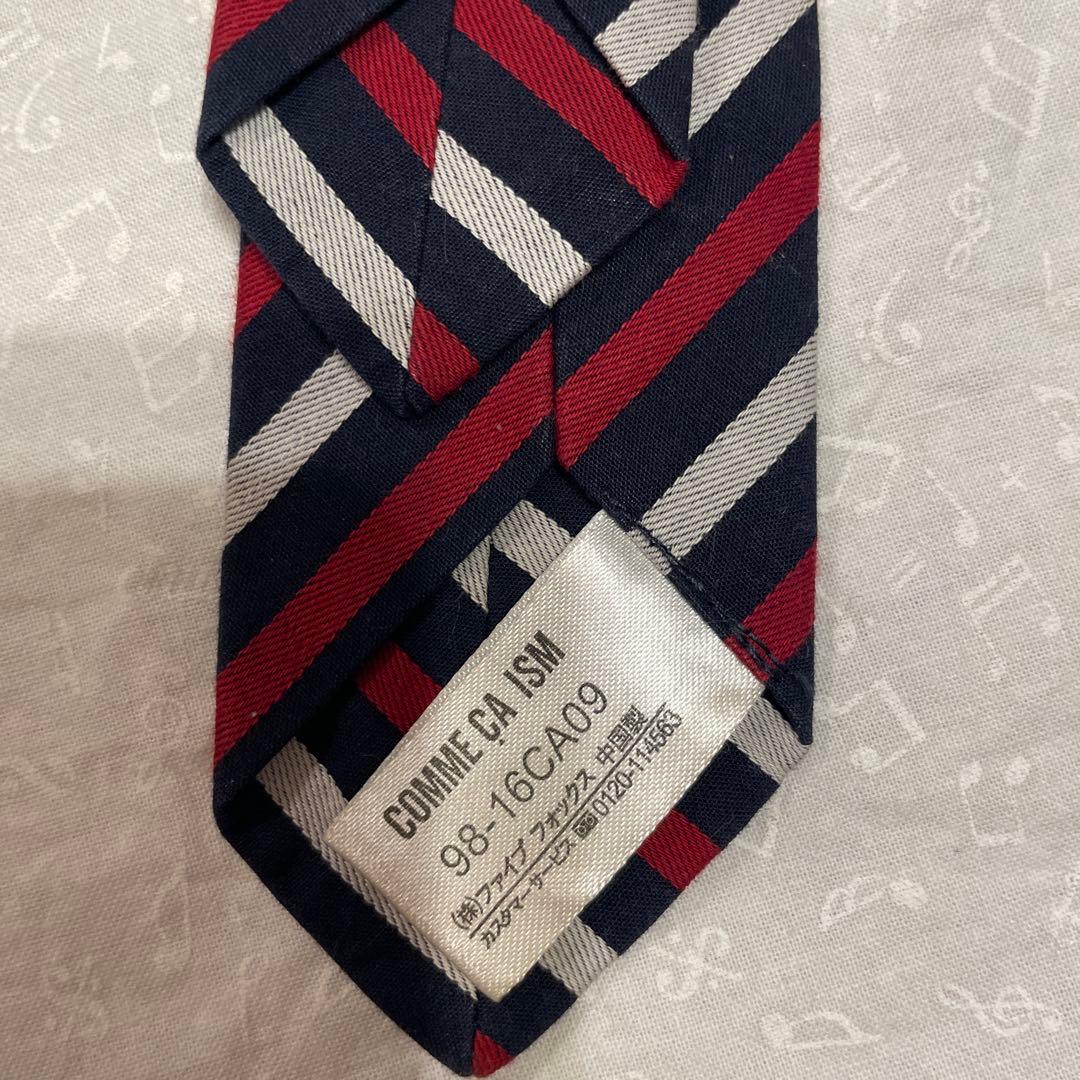 COMME ÇA ISM
98-16CA09
(株)ファイブ フォックス 中国製
カスタマーサービス 0120-114563